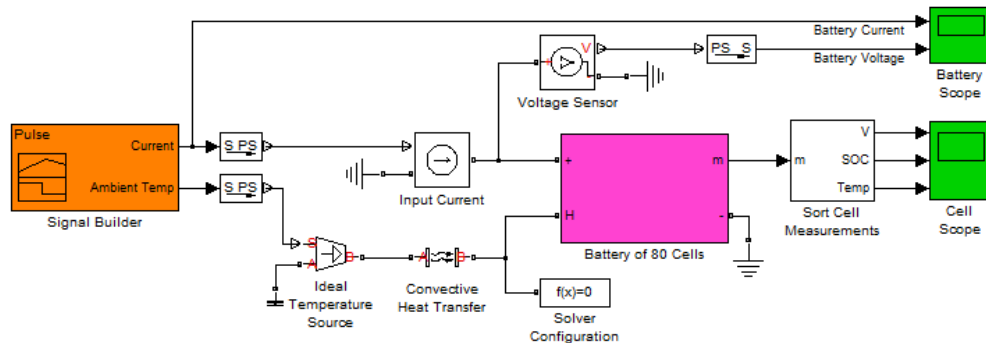 Battery Current
Battery Voltage
Battery
Scope
V
PS S
+
Voltage Sensor
Pulse
Current
Ambient Temp
Signal Builder
S PS
S PS
Input Current
+
m
H
-
Battery of 80 Cells
m
V
SOC
Temp
Sort Cell
Measurements
Cell
Scope
S
A
B
Ideal
Temperature
Source
A
B
Convective
Heat Transfer
f(x)=0
Solver
Configuration